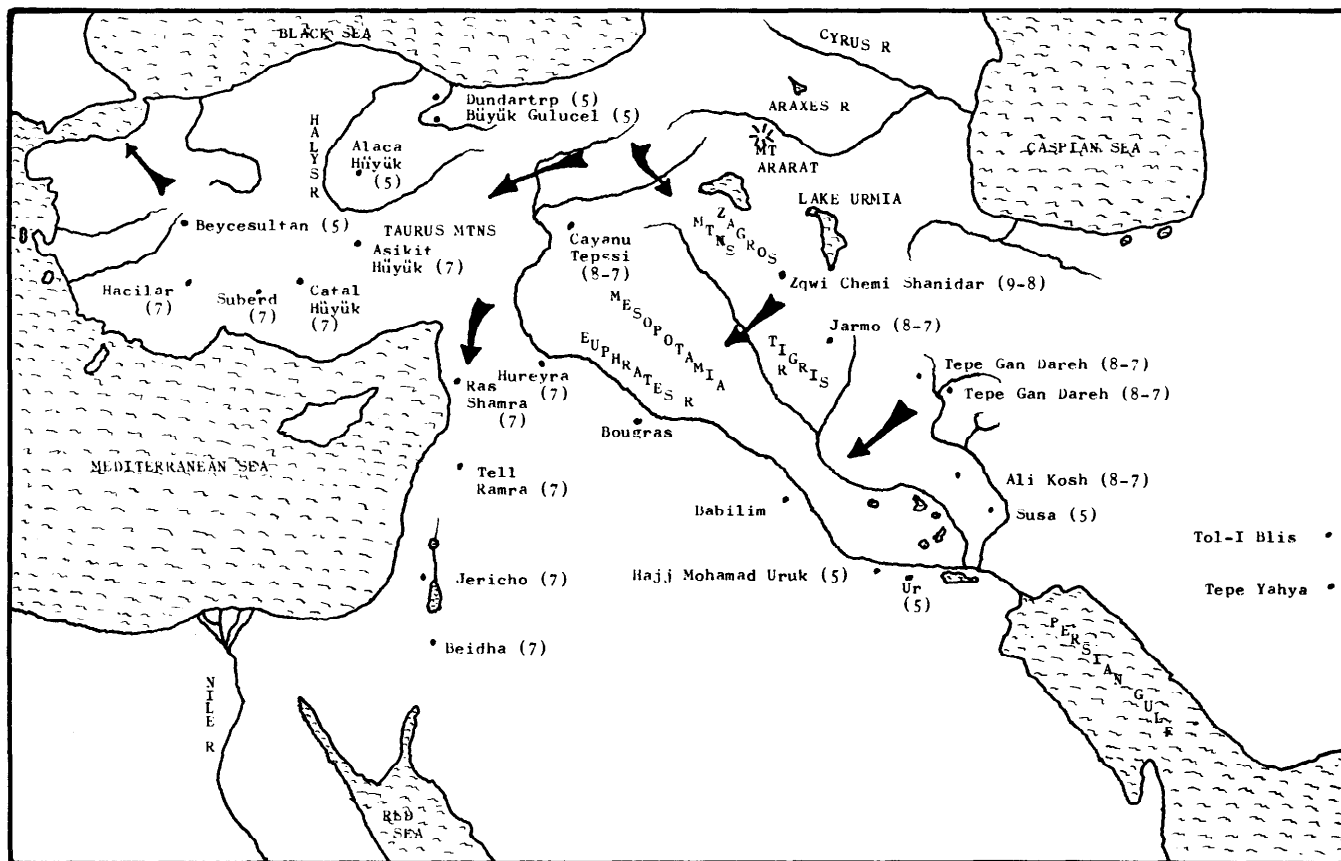 BLACK SEA
CYRUS R
Dundartrp (5)
Büyük Gulucel (5)
ARAXES R
HALYS R
Alaca
Hüyük
(5)
MT
ARARAT
CASPIAN SEA
LAKE URMIA
ZAGROS
MTNS
Beycesultan (5)
TAURUS MTNS
Asikit
Hüyük (7)
Cayanu
Tepssi
(8-7)
Zqwi Chemi Shanidar (9-8)
Hacilar
(7)
Suberd
(7)
Catal
Hüyük
(7)
MESOPOTAMIA
EUPHRATES R
TIGRIS
R
Jarmo (8-7)
Tepe Gan Dareh (8-7)
Tepe Gan Dareh (8-7)
Ras
Shamra
(7)
Hureyra
(7)
Bougras
MEDITERRANEAN SEA
Tell
Ramra (7)
Ali Kosh (8-7)
Babilim
Susa (5)
Tol-I Blis
Jericho (7)
Hajj Mohamad Uruk (5)
Ur
(5)
Tepe Yahya
Beidha (7)
PERSIAN GULF
NILE R
RED
SEA